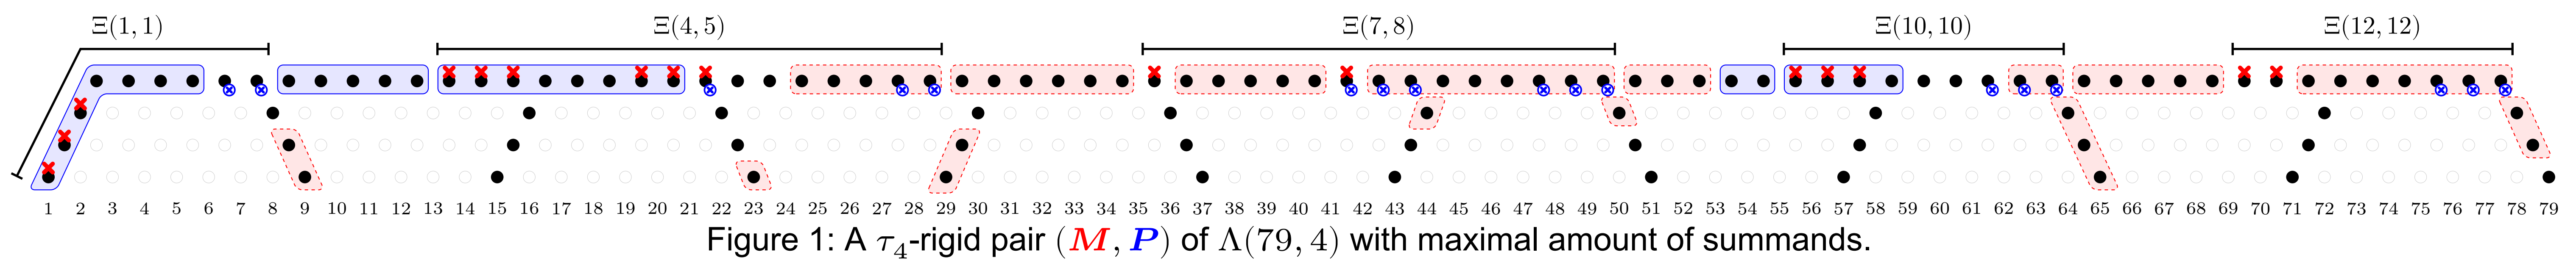 Ξ(1, 1) Ξ(4, 5) Ξ(7, 8) Ξ(10, 10) Ξ(12, 12)
1 2 3 4 5 6 7 8 9 10 11 12 13 14 15 16 17 18 19 20 21 22 23 24 25 26 27 28 29 30 31 32 33 34 35 36 37 38 39 40 41 42 43 44 45 46 47 48 49 50 51 52 53 54 55 56 57 58 59 60 61 62 63 64 65 66 67 68 69 70 71 72 73 74 75 76 77 78 79
Figure 1: A τ₄-rigid pair (M, P) of Λ(79, 4) with maximal amount of summands.